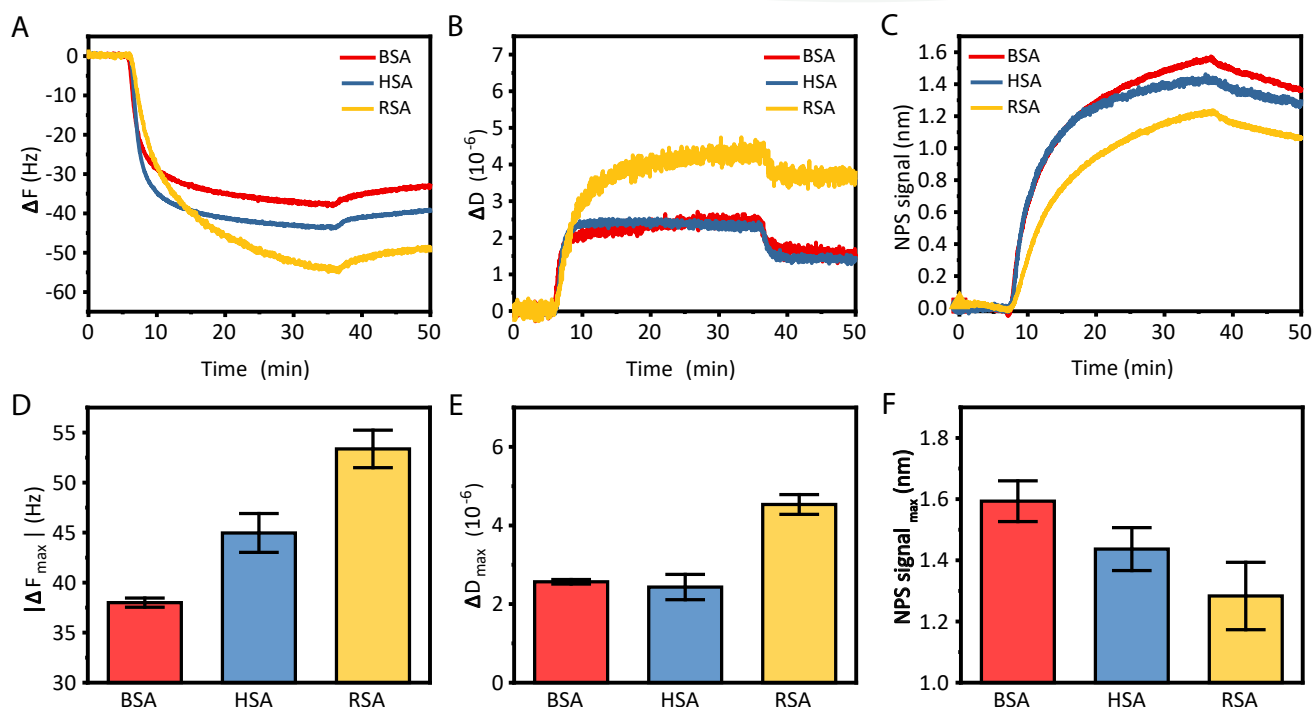 A
ΔF (Hz)
0
-10
-20
-30
-40
-50
-60
BSA
HSA
RSA
0 10 20 30 40 50
Time (min)
B
ΔD (10⁻⁶)
7
6
5
4
3
2
1
0
BSA
HSA
RSA
0 10 20 30 40 50
Time (min)
C
NPS signal (nm)
1.6
1.4
1.2
1.0
0.8
0.6
0.4
0.2
0.0
BSA
HSA
RSA
0 10 20 30 40 50
Time (min)
D
|ΔF max | (Hz)
55
50
45
40
35
30
BSA HSA RSA
E
ΔD max (10⁻⁶)
6
4
2
0
BSA HSA RSA
F
NPS signal max (nm)
1.8
1.6
1.4
1.2
1.0
BSA HSA RSA